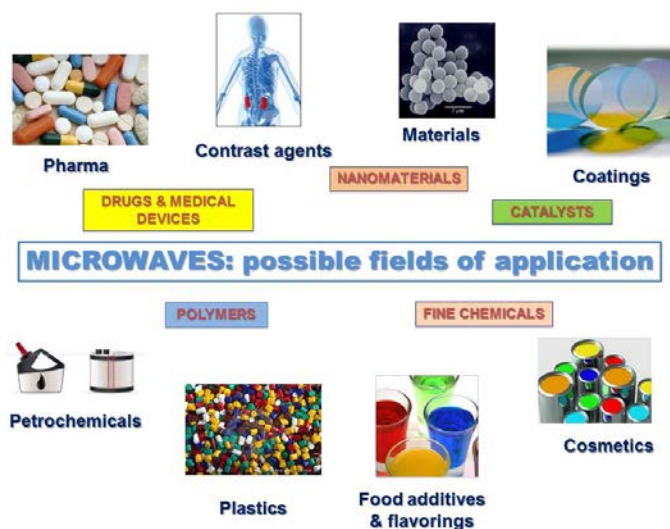 Pharma
Contrast agents
Materials
Coatings
NANOMATERIALS
DRUGS & MEDICAL
DEVICES
CATALYSTS
MICROWAVES: possible fields of application
POLYMERS
FINE CHEMICALS
Petrochemicals
Plastics
Food additives
& flavorings
Cosmetics